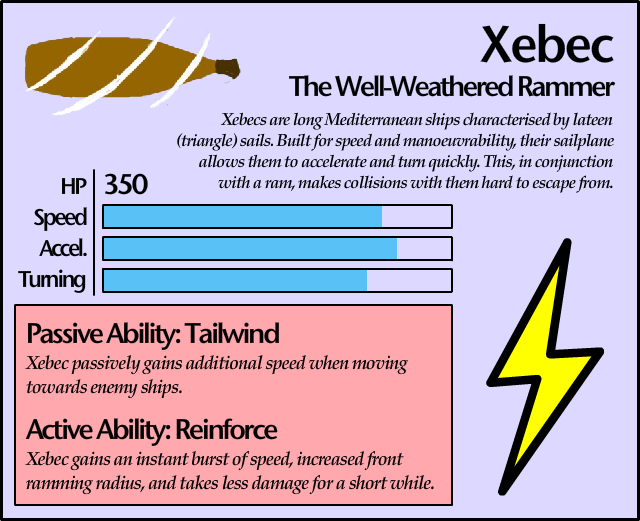 Xebec
The Well-Weathered Rammer
Xebecs are long Mediterranean ships characterised by lateen
(triangle) sails. Built for speed and manoeuvrability, their sailplane
allows them to accelerate and turn quickly. This, in conjunction
with a ram, makes collisions with them hard to escape from.
HP 350
Speed
Accel.
Turning
Passive Ability: Tailwind
Xebec passively gains additional speed when moving
towards enemy ships.
Active Ability: Reinforce
Xebec gains an instant burst of speed, increased front
ramming radius, and takes less damage for a short while.